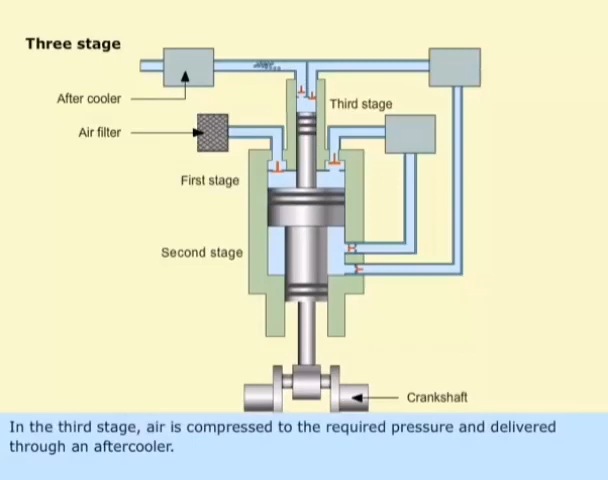 Three stage
After cooler
Third stage
Air filter
First stage
Second stage
Crankshaft
In the third stage, air is compressed to the required pressure and delivered
through an aftercooler.